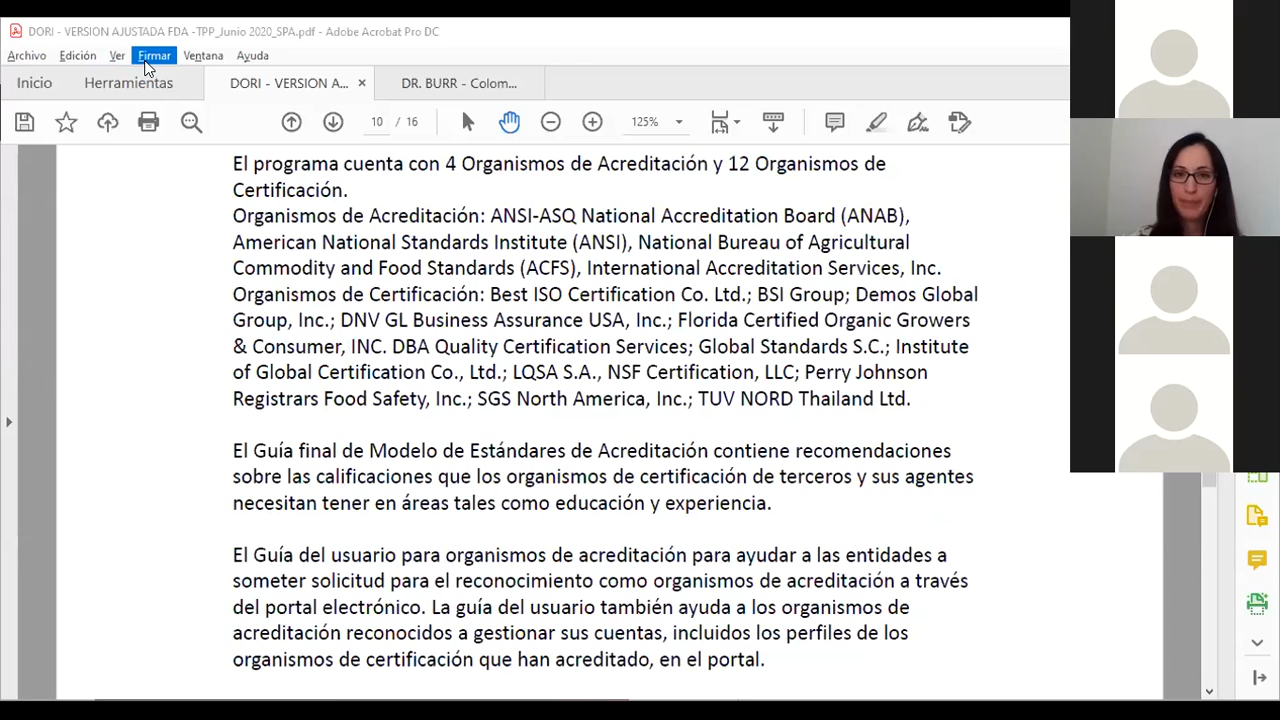 DORI - VERSION AJUSTADA FDA -TPP_Junio 2020_SPA.pdf - Adobe Acrobat Pro DC
Archivo Edición Ver Firmar Ventana Ayuda
Inicio Herramientas DORI - VERSION A... × DR. BURR - Colom...
10 / 16 125%
El programa cuenta con 4 Organismos de Acreditación y 12 Organismos de
Certificación.
Organismos de Acreditación: ANSI-ASQ National Accreditation Board (ANAB),
American National Standards Institute (ANSI), National Bureau of Agricultural
Commodity and Food Standards (ACFS), International Accreditation Services, Inc.
Organismos de Certificación: Best ISO Certification Co. Ltd.; BSI Group; Demos Global
Group, Inc.; DNV GL Business Assurance USA, Inc.; Florida Certified Organic Growers
& Consumer, INC. DBA Quality Certification Services; Global Standards S.C.; Institute
of Global Certification Co., Ltd.; LQSA S.A., NSF Certification, LLC; Perry Johnson
Registrars Food Safety, Inc.; SGS North America, Inc.; TUV NORD Thailand Ltd.
El Guía final de Modelo de Estándares de Acreditación contiene recomendaciones
sobre las calificaciones que los organismos de certificación de terceros y sus agentes
necesitan tener en áreas tales como educación y experiencia.
El Guía del usuario para organismos de acreditación para ayudar a las entidades a
someter solicitud para el reconocimiento como organismos de acreditación a través
del portal electrónico. La guía del usuario también ayuda a los organismos de
acreditación reconocidos a gestionar sus cuentas, incluidos los perfiles de los
organismos de certificación que han acreditado, en el portal.